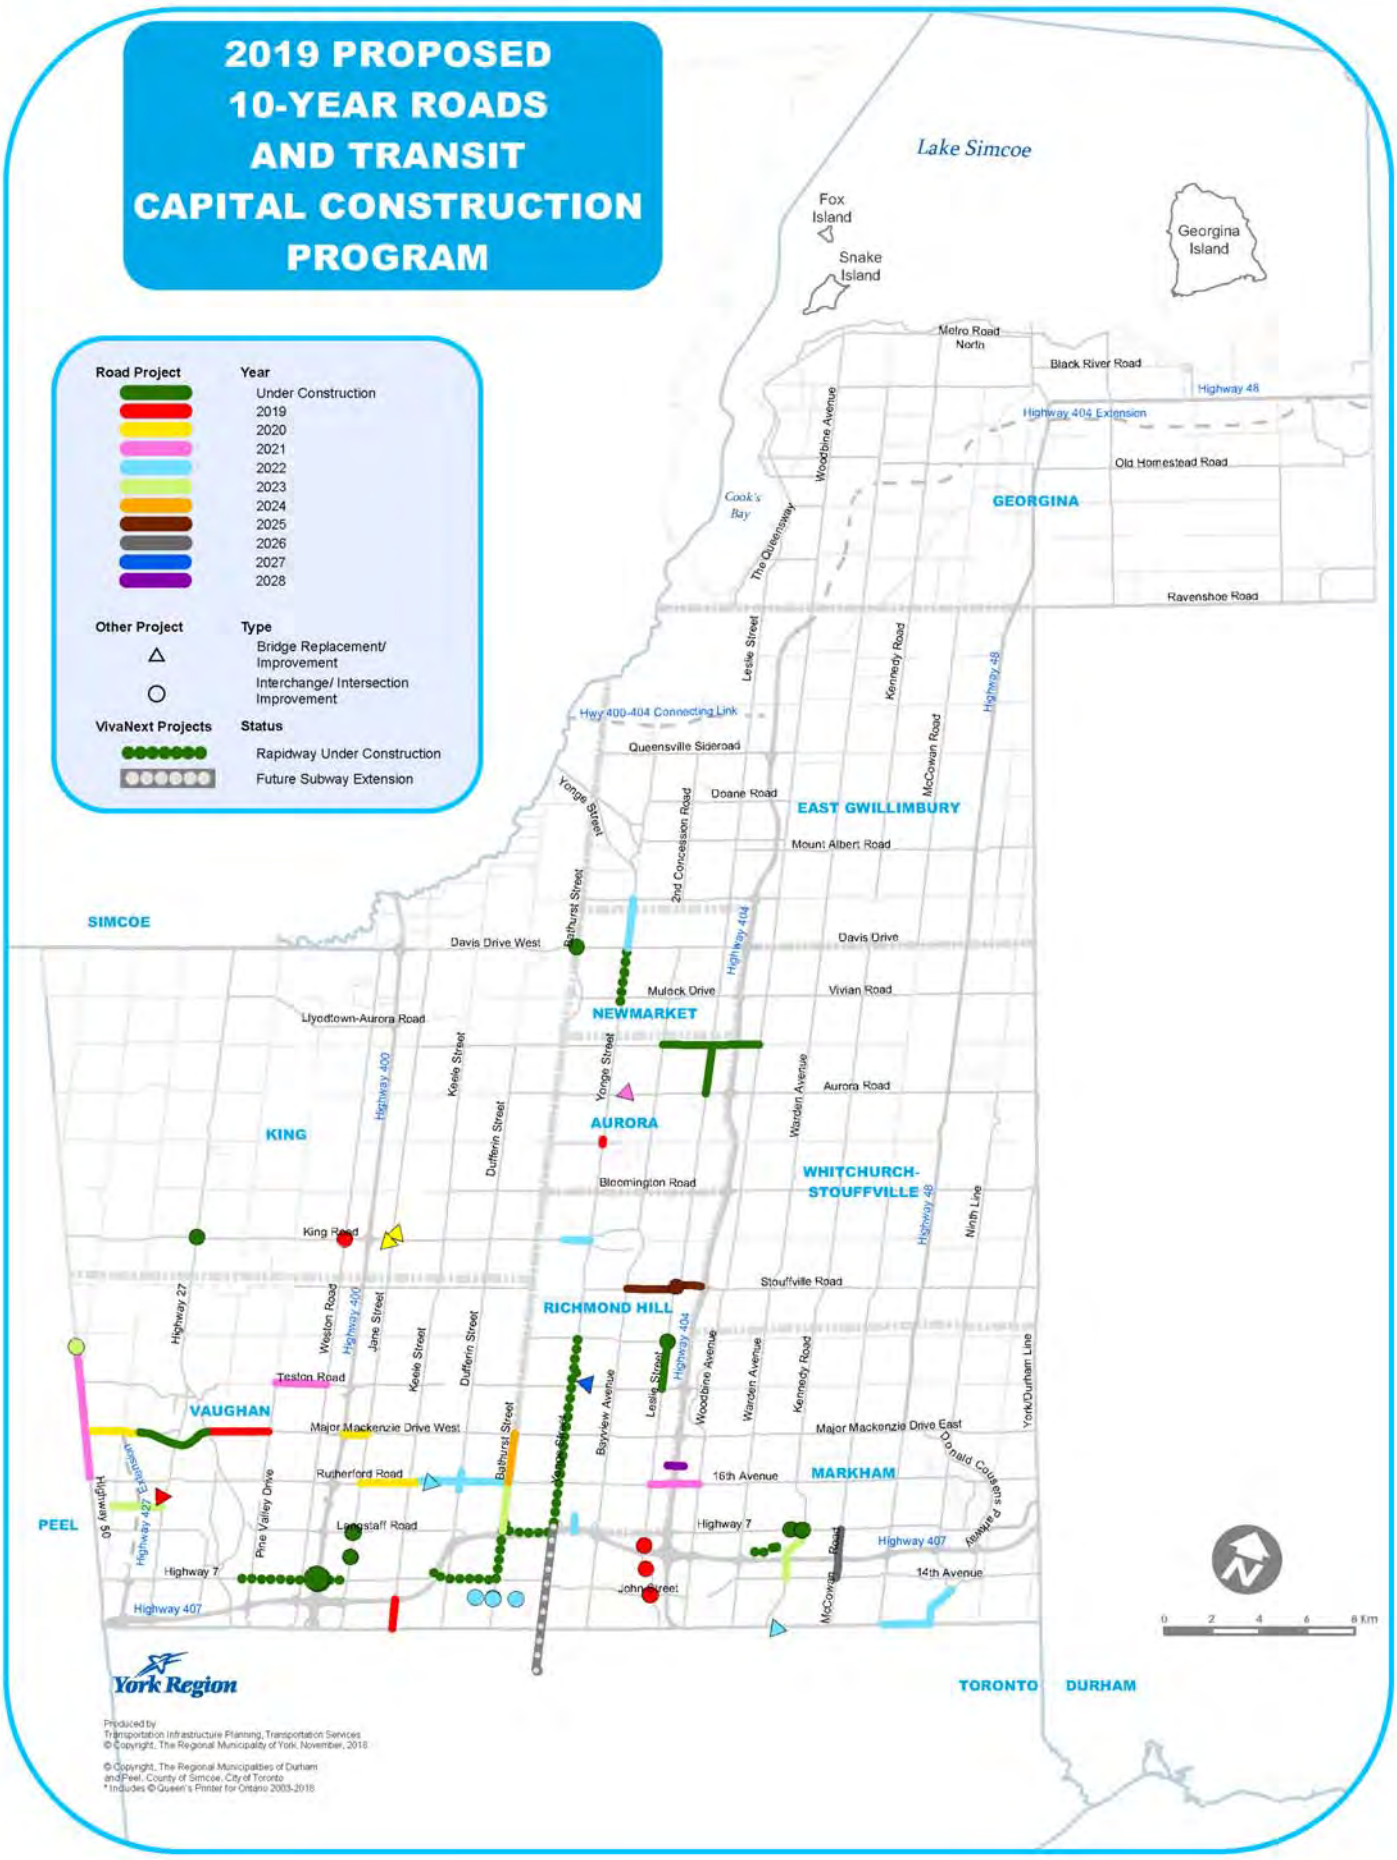 2019 PROPOSED
10-YEAR ROADS
AND TRANSIT
CAPITAL CONSTRUCTION
PROGRAM
Lake Simcoe
Fox
Island
Snake
Island
Georgina
Island
Metro Road
North
Black River Road
Highway 48
Highway 404 Extension
Woodbine Avenue
Old Homestead Road
GEORGINA
Cook's
Bay
The Queensway
Ravenshoe Road
Road Project Year
Under Construction
2019
2020
2021
2022
2023
2024
2025
2026
2027
2028
Other Project Type
Bridge Replacement/
Improvement
Interchange/ Intersection
Improvement
VivaNext Projects Status
Rapidway Under Construction
Future Subway Extension
Leslie Street
Kennedy Road
Highway 48
Hwy 400-404 Connecting Link
McCowan Road
Queensville Sideroad
Yonge Street
Doane Road
2nd Concession Road
EAST GWILLIMBURY
Mount Albert Road
Bathurst Street
SIMCOE
Highway 404
Davis Drive West
Davis Drive
Mulock Drive
Vivian Road
NEWMARKET
Llyodtown-Aurora Road
Highway 400
Keele Street
Yonge Street
Warden Avenue
Aurora Road
KING
Dufferin Street
AURORA
WHITCHURCH-
STOUFFVILLE
Bloomington Road
Highway 48
Ninth Line
King Road
Stouffville Road
Highway 27
Weston Road
Highway 400
Jane Street
Keele Street
Dufferin Street
RICHMOND HILL
Highway 404
Leslie Street
Woodbine Avenue
Warden Avenue
Kennedy Road
York/Durham Line
Teston Road
Bayview Avenue
VAUGHAN
Major Mackenzie Drive West
Bathurst Street
Yonge Street
Major Mackenzie Drive East
Donald Cousens Parkway
Highway 427 Extension
Rutherford Road
16th Avenue
MARKHAM
Highway 50
Pine Valley Drive
PEEL
Langstaff Road
Highway 7
Highway 407
McCowan Road
Highway 7
John Street
14th Avenue
Highway 407
N
0 2 4 6 8 Km
York Region
TORONTO
DURHAM
Produced by
Transportation Infrastructure Planning, Transportation Services
© Copyright, The Regional Municipality of York, November, 2018
© Copyright, The Regional Municipalities of Durham
and Peel, County of Simcoe, City of Toronto
* Includes © Queen's Printer for Ontario 2003-2018